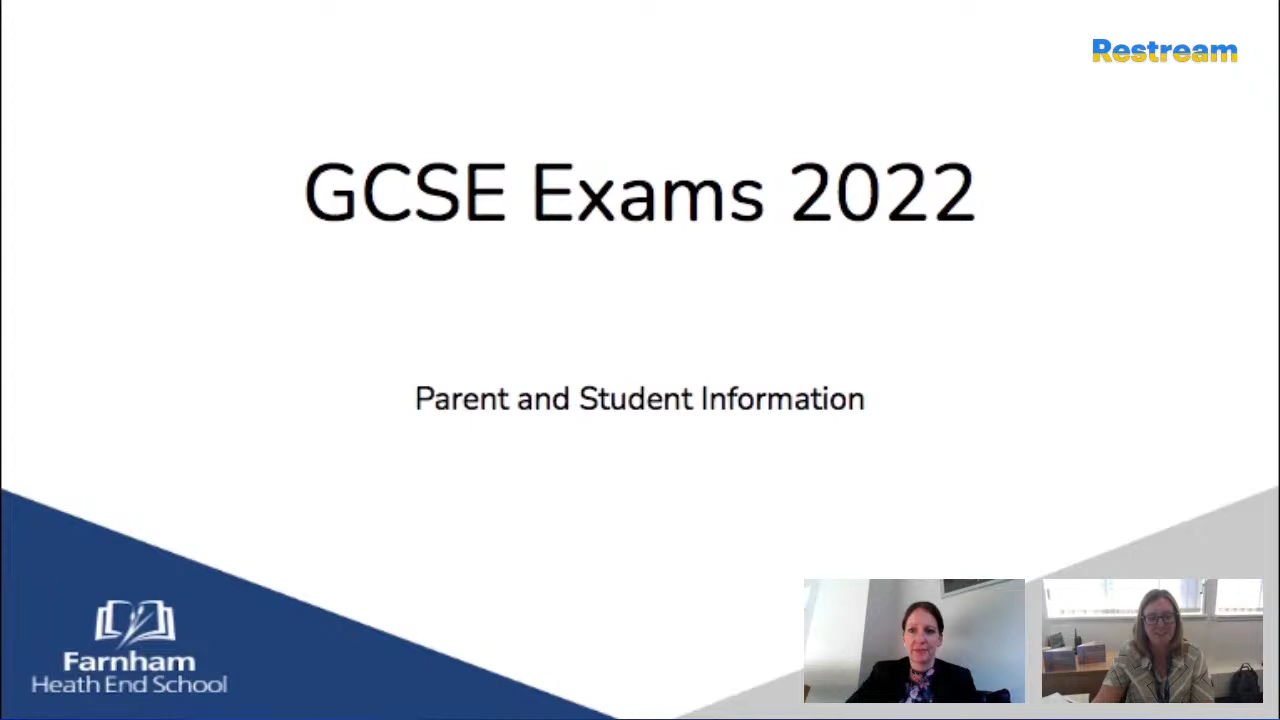 Restream
GCSE Exams 2022
Parent and Student Information
Farnham
Heath End School